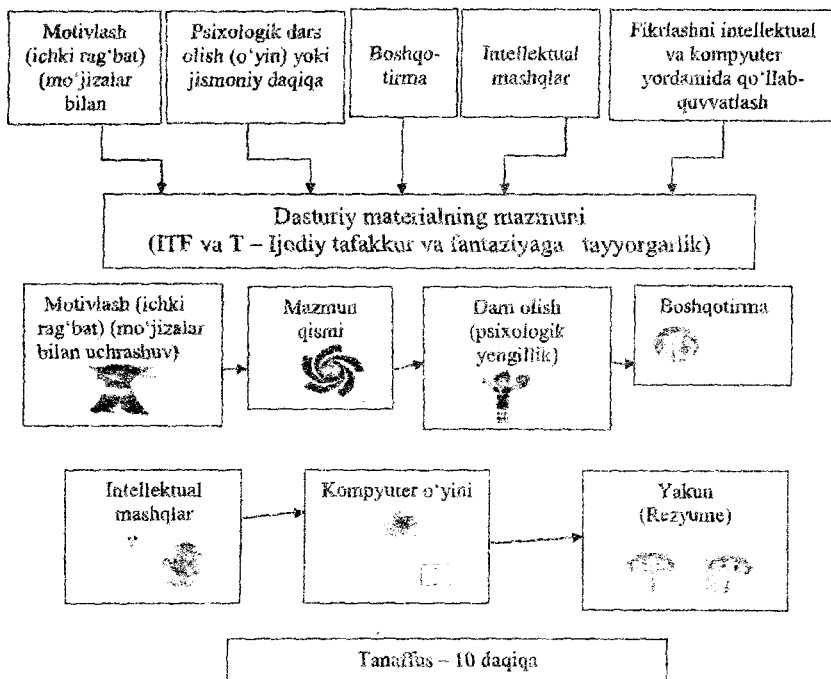 Motivlash
(ichki rag‘bat)
(mo‘jizalar
bilan
Psixologik dars
olish (o‘yin) yoki
jismoniy daqiqa
Boshqo-
tirma
Intellektual
mashqlar
Fikrlashni intellektual
va kompyuter
yordamida qo‘llab-
quvvatlash
Dasturiy materialning mazmuni
(ITF va T – Ijodiy tafakkur va fantaziyaga tayyorgarlik)
Motivlash (ichki
rag‘bat) (mo‘jizalar
bilan uchrashuv)
Mazmun
qismi
Dam olish
(psixologik
yengillik)
Boshqotirma
Intellektual
mashqlar
Kompyuter o‘yini
Yakun
(Rezyume)
Tanaffus – 10 daqiqa